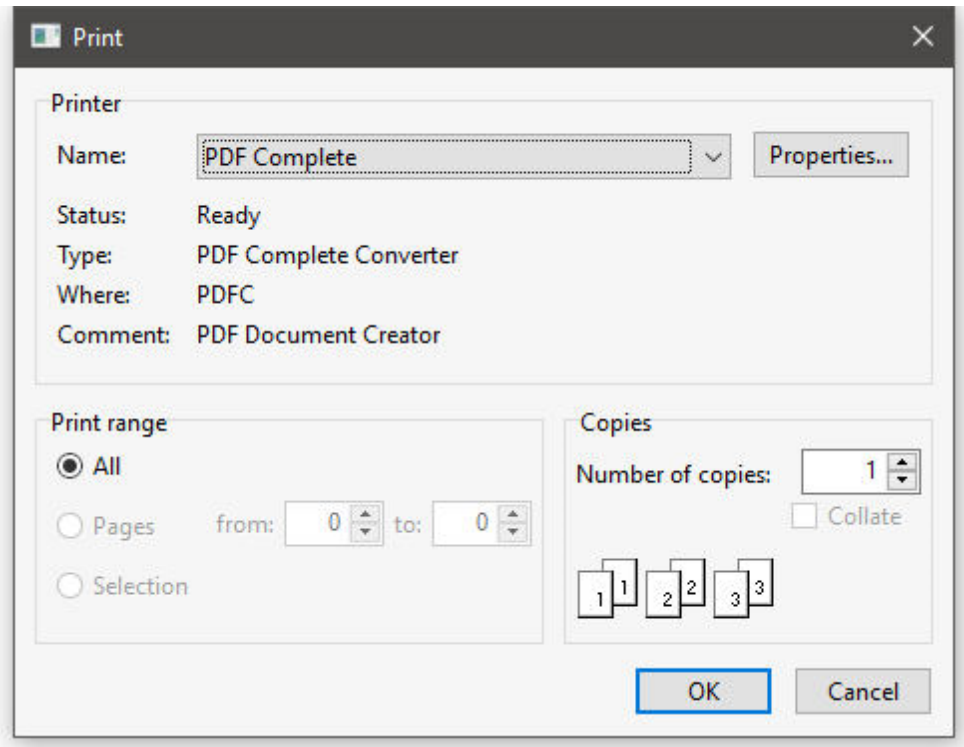 Print
Printer
Name: PDF Complete Properties...
Status: Ready
Type: PDF Complete Converter
Where: PDFC
Comment: PDF Document Creator
Print range
All
Pages from: 0 to: 0
Selection
Copies
Number of copies: 1
Collate
1 1 2 2 3 3
OK Cancel